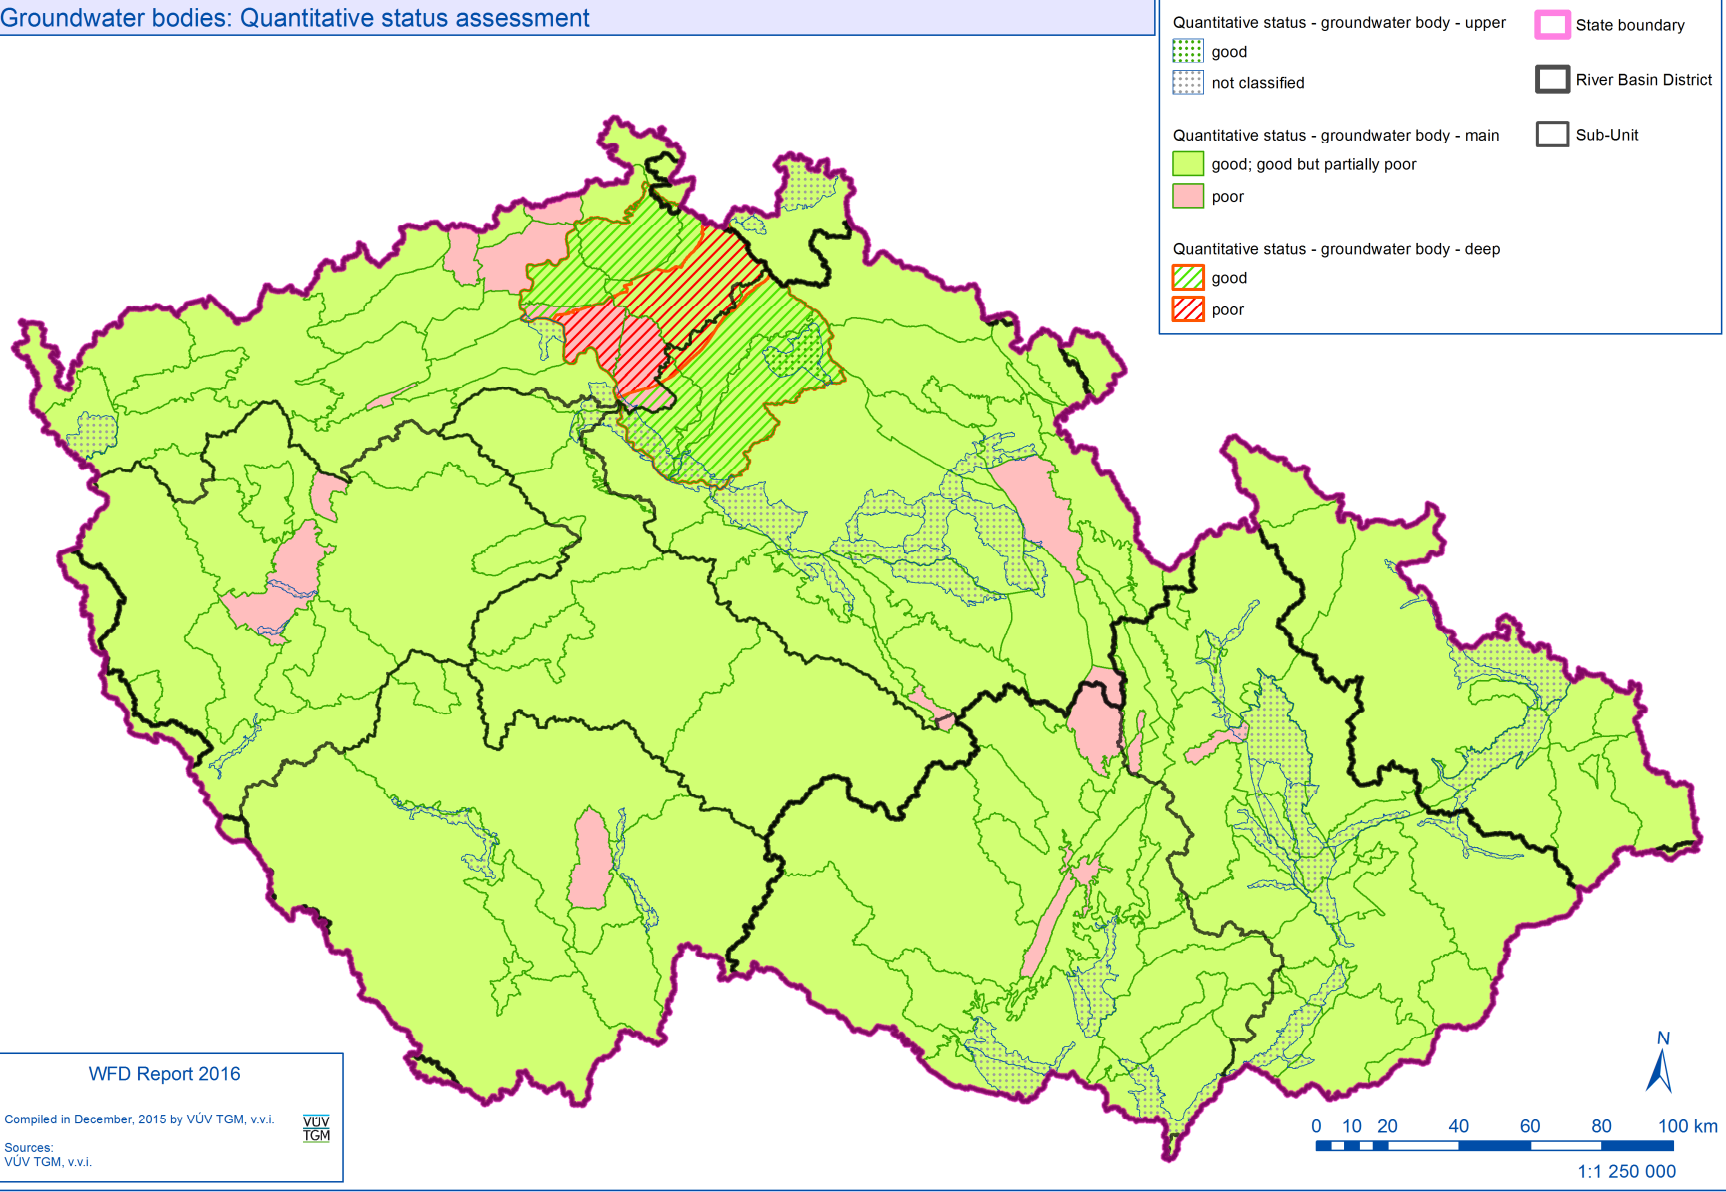 Groundwater bodies: Quantitative status assessment
Quantitative status - groundwater body - upper
good
not classified
Quantitative status - groundwater body - main
good; good but partially poor
poor
Quantitative status - groundwater body - deep
good
poor
State boundary
River Basin District
Sub-Unit
WFD Report 2016
Compiled in December, 2015 by VÚV TGM, v.v.i.
Sources:
VÚV TGM, v.v.i.
VÚV
TGM
N
0 10 20 40 60 80 100 km
1:1 250 000